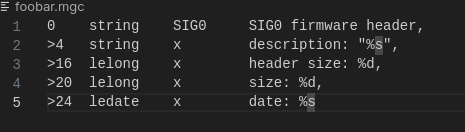 foobar.mgc
1 0 string SIG0 SIG0 firmware header,
2 >4 string x description: "%s",
3 >16 lelong x header size: %d,
4 >20 lelong x size: %d,
5 >24 ledate x date: %s